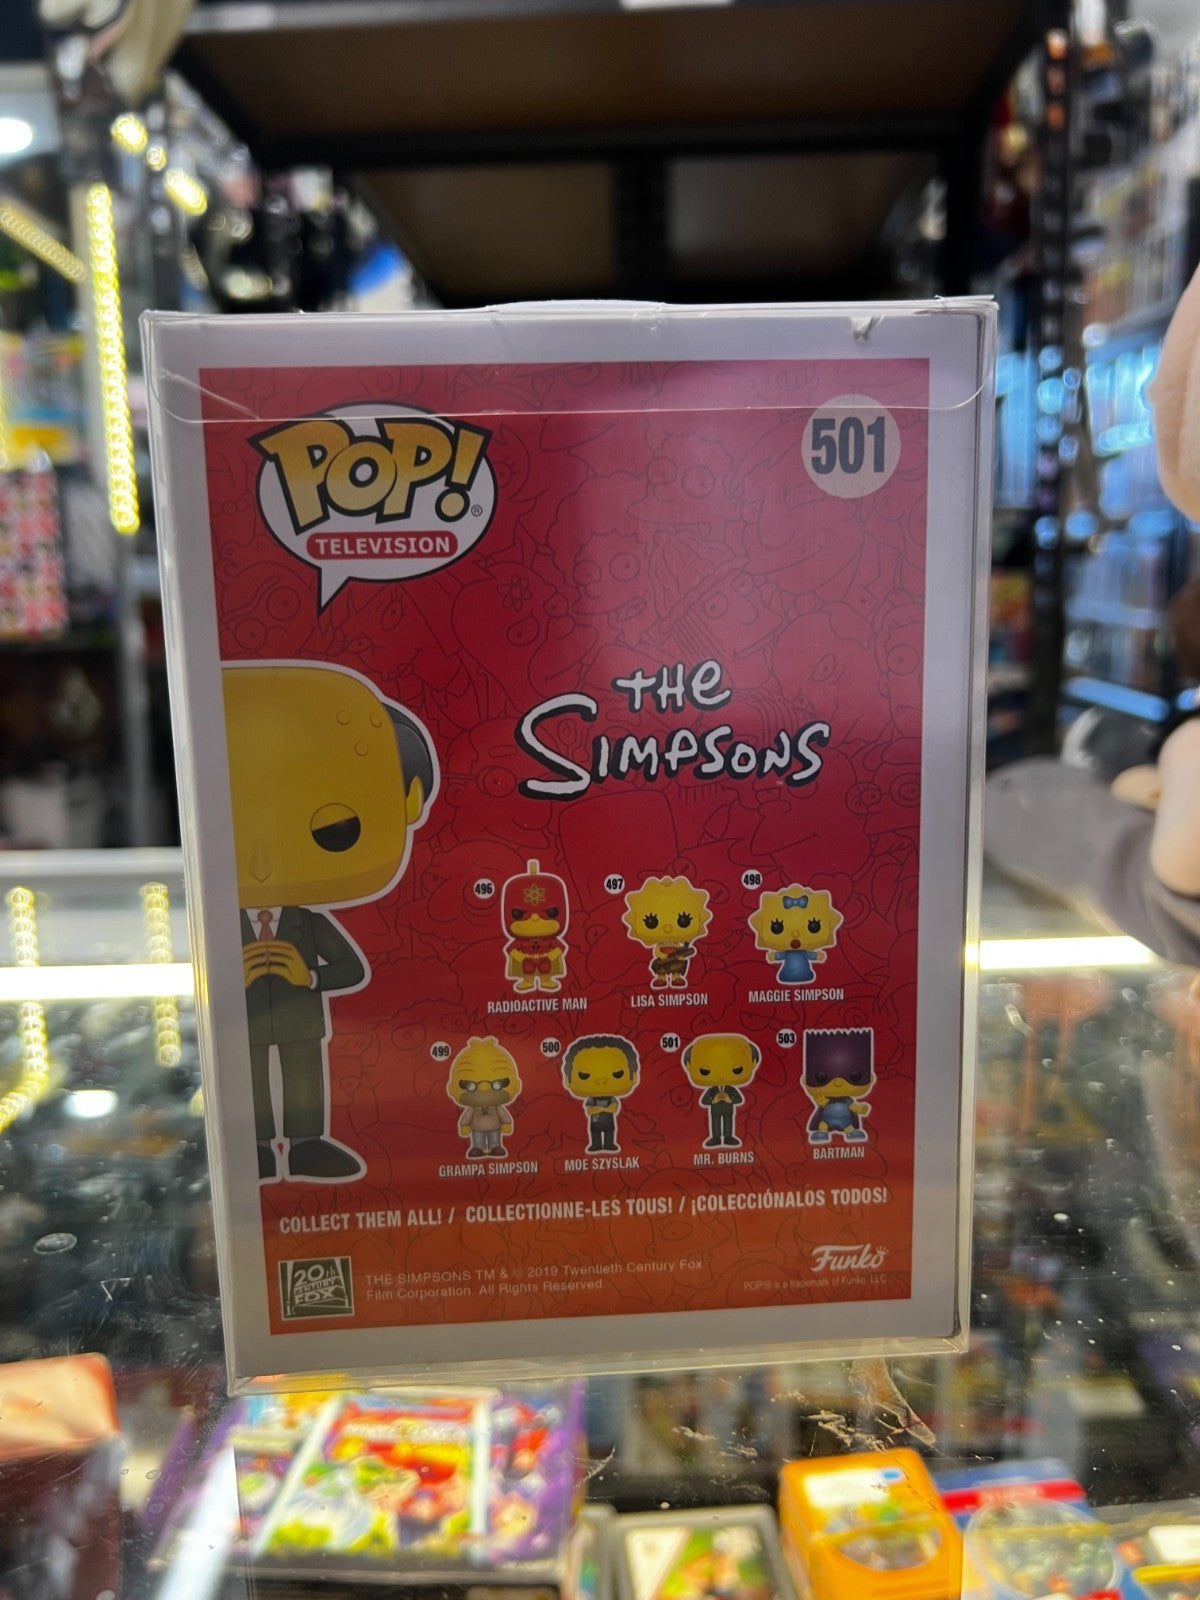 POP!®
TELEVISION
501
THE
SIMPSONS™
496
497
498
RADIOACTIVE MAN
LISA SIMPSON
MAGGIE SIMPSON
499
500
501
503
GRAMPA SIMPSON
MOE SZYSLAK
MR. BURNS
BARTMAN
COLLECT THEM ALL! / COLLECTIONNE-LES TOUS! / ¡COLECCIÓNALOS TODOS!
20th
CENTURY
FOX
THE SIMPSONS TM & © 2019 Twentieth Century Fox
Film Corporation. All Rights Reserved.
Funko
POP!® is a trademark of Funko, LLC